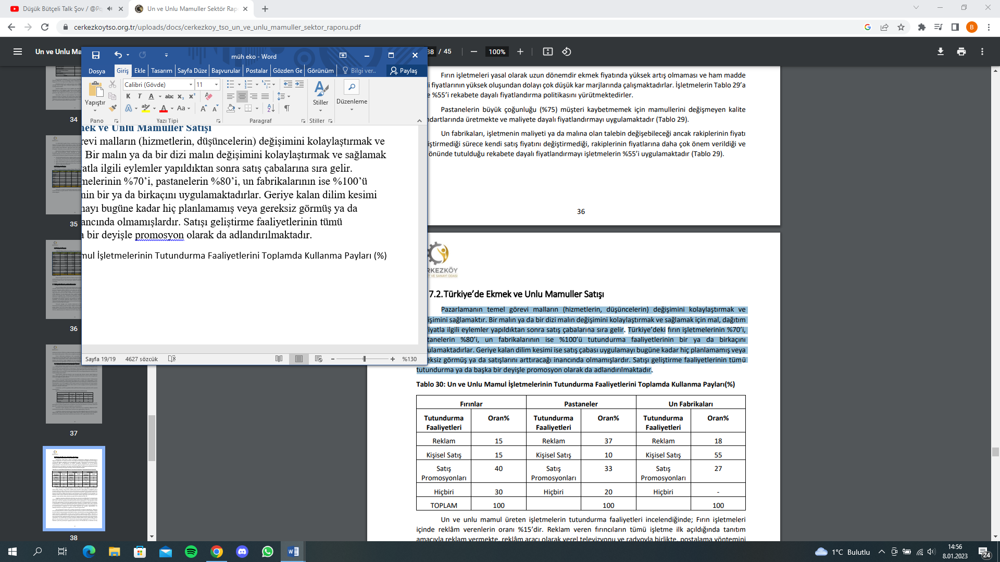 Düşük Bütçeli Talk Şov / @Po
Un ve Unlu Mamuller Sektör Rap
cerkezkoytso.org.tr/uploads/docs/cerkezkoy_tso_un_ve_unlu_mamuller_sektor_raporu.pdf
B
Un ve Unlu Ma
38 / 45
100%
müh eko - Word
Dosya Giriş Ekle Tasarım Sayfa Düze Başvurular Postalar Gözden Ge Görünüm Bilgi ver.. Paylaş
Calibri (Gövde) 11
K T A abc x₂ x²
Yapıştır
Stiller
Düzenleme
A A Aa A A
Pano Yazı Tipi Paragraf Stiller
nek ve Unlu Mamuller Satışı
revi malların (hizmetlerin, düşüncelerin) değişimini kolaylaştırmak ve
Bir malın ya da bir dizi malın değişimini kolaylaştırmak ve sağlamak
atla ilgili eylemler yapıldıktan sonra satış çabalarına sıra gelir.
melerinin %70’i, pastanelerin %80’i, un fabrikalarının ise %100’ü
nin bir ya da birkaçını uygulamaktadırlar. Geriye kalan dilim kesimi
nayı bugüne kadar hiç planlamamış veya gereksiz görmüş ya da
ancında olmamışlardır. Satışı geliştirme faaliyetlerinin tümü
a bir deyişle promosyon olarak da adlandırılmaktadır.
mul İşletmelerinin Tutundurma Faaliyetlerini Toplamda Kullanma Payları (%)
Sayfa 19/19 4627 sözcük %130
34
35
36
37
38
Fırın işletmeleri yasal olarak uzun dönemdir ekmek fiyatında yüksek artış olmaması ve ham madde
i fiyatlarının yüksek oluşundan dolayı çok düşük kar marjlarında çalışmaktadırlar. İşletmelerin Tablo 29’a
e %55’i rekabete dayalı fiyatlandırma politikasını yürütmektedirler.
Pastanelerin büyük çoğunluğu (%75) müşteri kaybetmemek için mamullerini değişmeyen kalite
ndartlarında üretmekte ve maliyete dayalı fiyatlandırmayı uygulamaktadır (Tablo 29).
Un fabrikaları, işletmenin maliyeti ya da malına olan talebin değişebileceği ancak rakiplerinin fiyatı
iştirmediği sürece kendi satış fiyatını değiştirmediği, rakiplerinin fiyatlarına daha çok önem verildiği ve
önünde tutulduğu rekabete dayalı fiyatlandırmayı işletmelerin %55’i uygulamaktadır (Tablo 29).
36
RKEZKÖY
T VE SANAYİ ODASI
7.2.Türkiye’de Ekmek ve Unlu Mamuller Satışı
Pazarlamanın temel görevi malların (hizmetlerin, düşüncelerin) değişimini kolaylaştırmak ve
işimini sağlamaktır. Bir malın ya da bir dizi malın değişimini kolaylaştırmak ve sağlamak için mal, dağıtım
fiyatla ilgili eylemler yapıldıktan sonra satış çabalarına sıra gelir. Türkiye’deki fırın işletmelerinin %70’i,
tanelerin %80’i, un fabrikalarının ise %100’ü tutundurma faaliyetlerinin bir ya da birkaçını
ulamaktadırlar. Geriye kalan dilim kesimi ise satış çabası uygulamayı bugüne kadar hiç planlamamış veya
eksiz görmüş ya da satışlarını arttıracağı inancında olmamışlardır. Satışı geliştirme faaliyetlerinin tümü
tutundurma ya da başka bir deyişle promosyon olarak da adlandırılmaktadır.
Tablo 30: Un ve Unlu Mamul İşletmelerinin Tutundurma Faaliyetlerini Toplamda Kullanma Payları(%)
Fırınlar Pastaneler Un Fabrikaları
Tutundurma Faaliyetleri Oran% Tutundurma Faaliyetleri Oran% Tutundurma Faaliyetleri Oran%
Reklam 15 Reklam 37 Reklam 18
Kişisel Satış 15 Kişisel Satış 10 Kişisel Satış 55
Satış Promosyonları 40 Satış Promosyonları 33 Satış Promosyonları 27
Hiçbiri 30 Hiçbiri 20 Hiçbiri -
TOPLAM 100 100 100
Un ve unlu mamul üreten işletmelerin tutundurma faaliyetleri incelendiğinde; Fırın işletmeleri
içinde reklâm verenlerin oranı %15’dir. Reklam veren fırıncıların tümü işletme ilk açıldığında tanıtım
amacıyla reklam vermekte, reklâm aracı olarak yerel televizyonu ve radyoyla birlikte, postalama yöntemini
1°C Bulutlu
14:56
8.01.2023
24